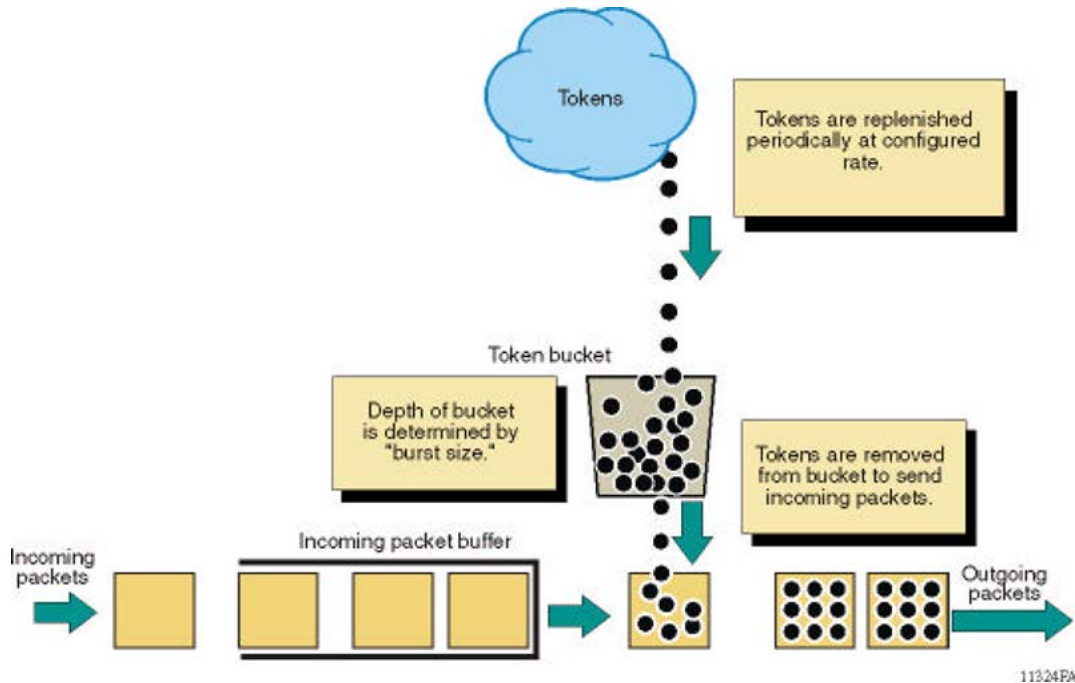 Tokens
Tokens are replenished
periodically at configured
rate.
Token bucket
Depth of bucket
is determined by
"burst size."
Tokens are removed
from bucket to send
incoming packets.
Incoming packet buffer
Incoming
packets
Outgoing
packets
11324FA